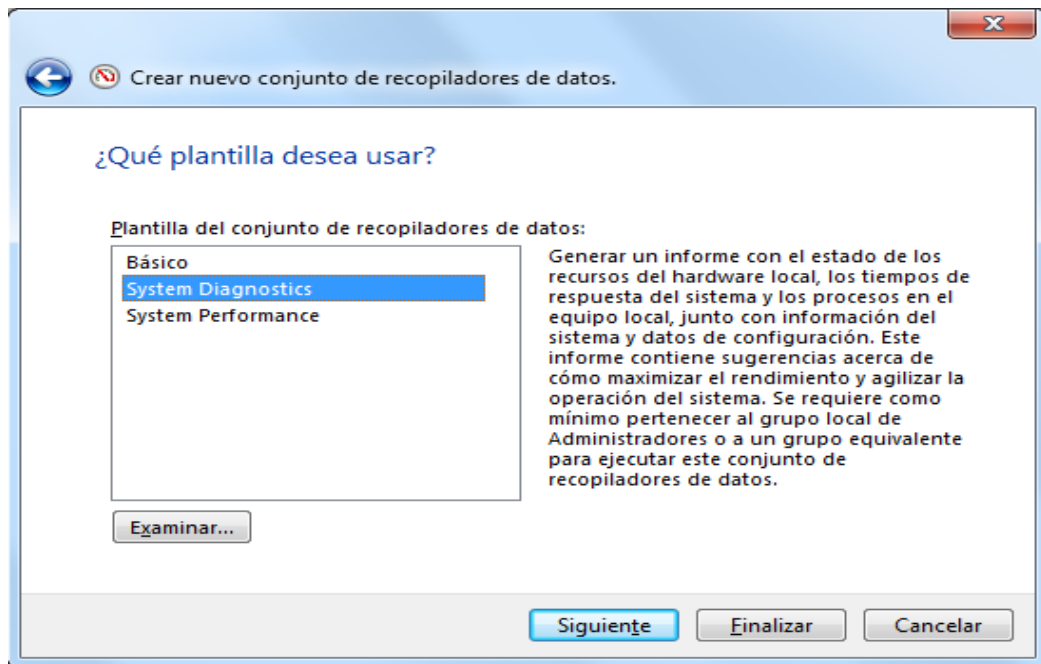 Crear nuevo conjunto de recopiladores de datos.
¿Qué plantilla desea usar?
Plantilla del conjunto de recopiladores de datos:
Básico
System Diagnostics
System Performance
Generar un informe con el estado de los
recursos del hardware local, los tiempos de
respuesta del sistema y los procesos en el
equipo local, junto con información del
sistema y datos de configuración. Este
informe contiene sugerencias acerca de
cómo maximizar el rendimiento y agilizar la
operación del sistema. Se requiere como
mínimo pertenecer al grupo local de
Administradores o a un grupo equivalente
para ejecutar este conjunto de
recopiladores de datos.
Examinar...
Siguiente
Finalizar
Cancelar